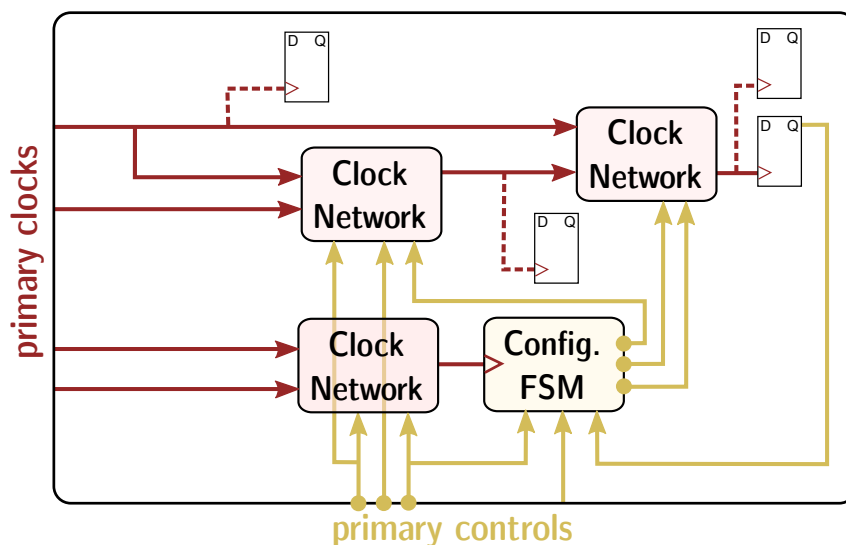 D Q
D Q
D Q
Clock
Network
Clock
Network
D Q
primary clocks
Clock
Network
Config.
FSM
primary controls